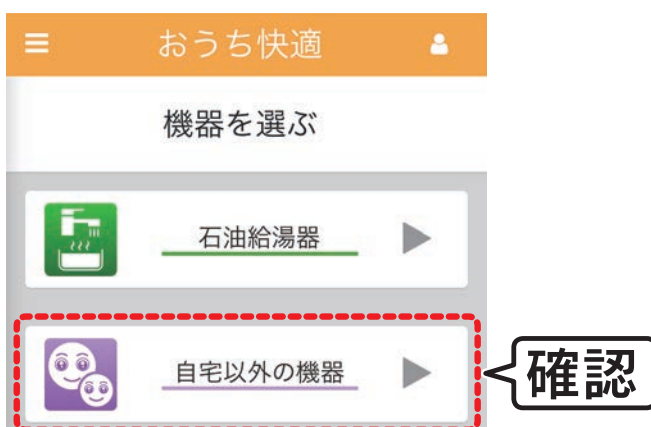 おうち快適
機器を選ぶ
石油給湯器
自宅以外の機器
確認